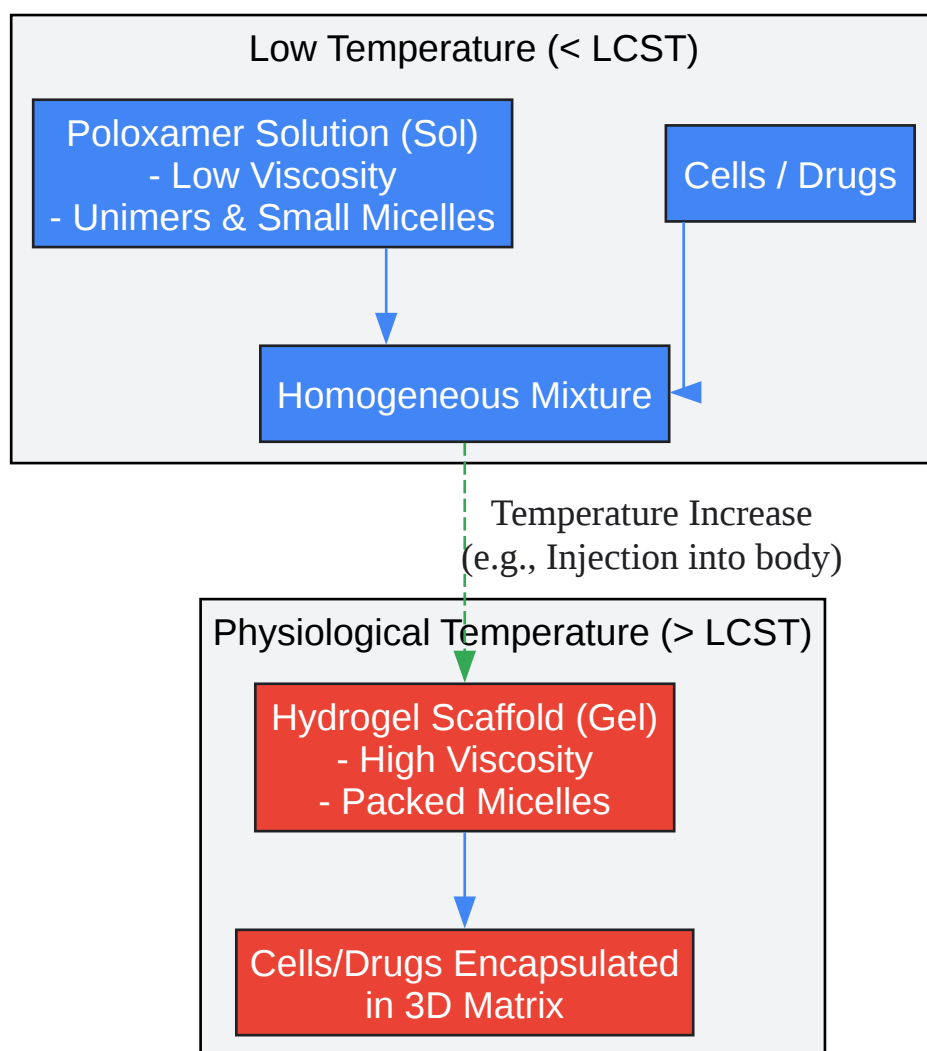 Low Temperature (< LCST)
Poloxamer Solution (Sol)
- Low Viscosity
- Unimers & Small Micelles
Cells / Drugs
Homogeneous Mixture
Temperature Increase
(e.g., Injection into body)
Physiological Temperature (> LCST)
Hydrogel Scaffold (Gel)
- High Viscosity
- Packed Micelles
Cells/Drugs Encapsulated
in 3D Matrix